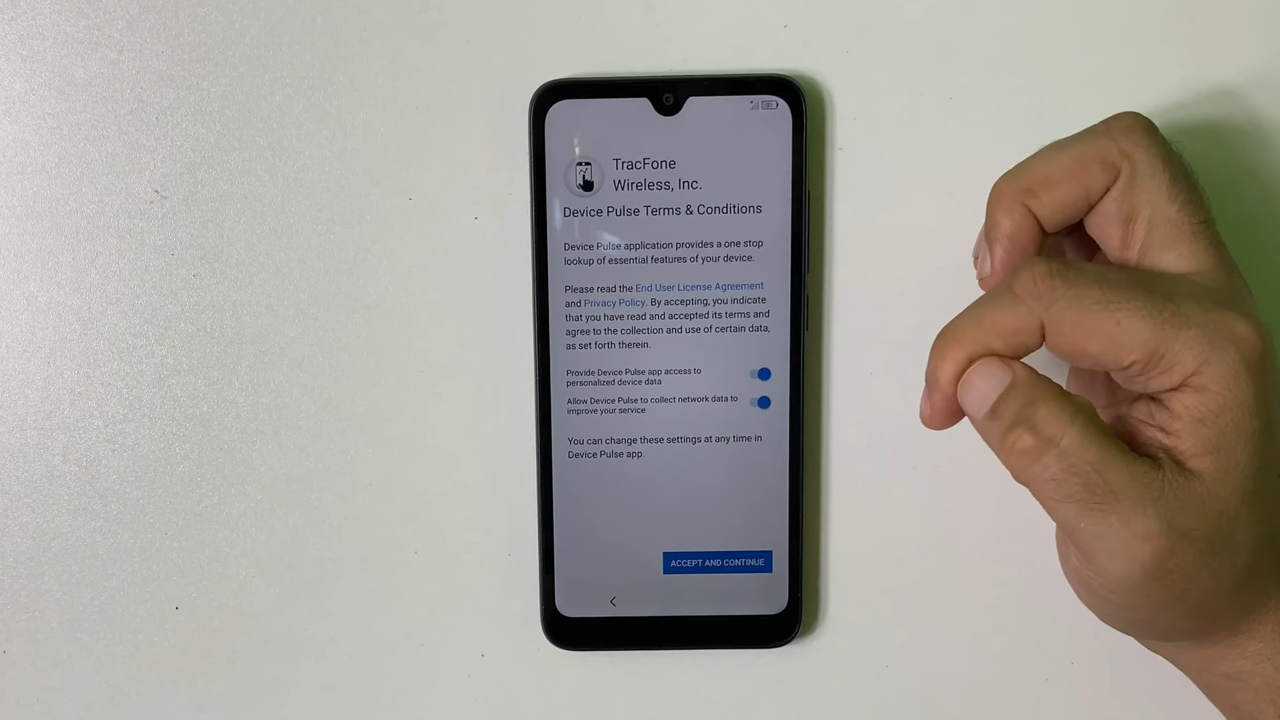 TracFone
Wireless, Inc.
Device Pulse Terms & Conditions
Device Pulse application provides a one stop
lookup of essential features of your device.
Please read the End User License Agreement
and Privacy Policy. By accepting, you indicate
that you have read and accepted its terms and
agree to the collection and use of certain data,
as set forth therein.
Provide Device Pulse app access to
personalized device data
Allow Device Pulse to collect network data to
improve your service
You can change these settings at any time in
Device Pulse app.
ACCEPT AND CONTINUE